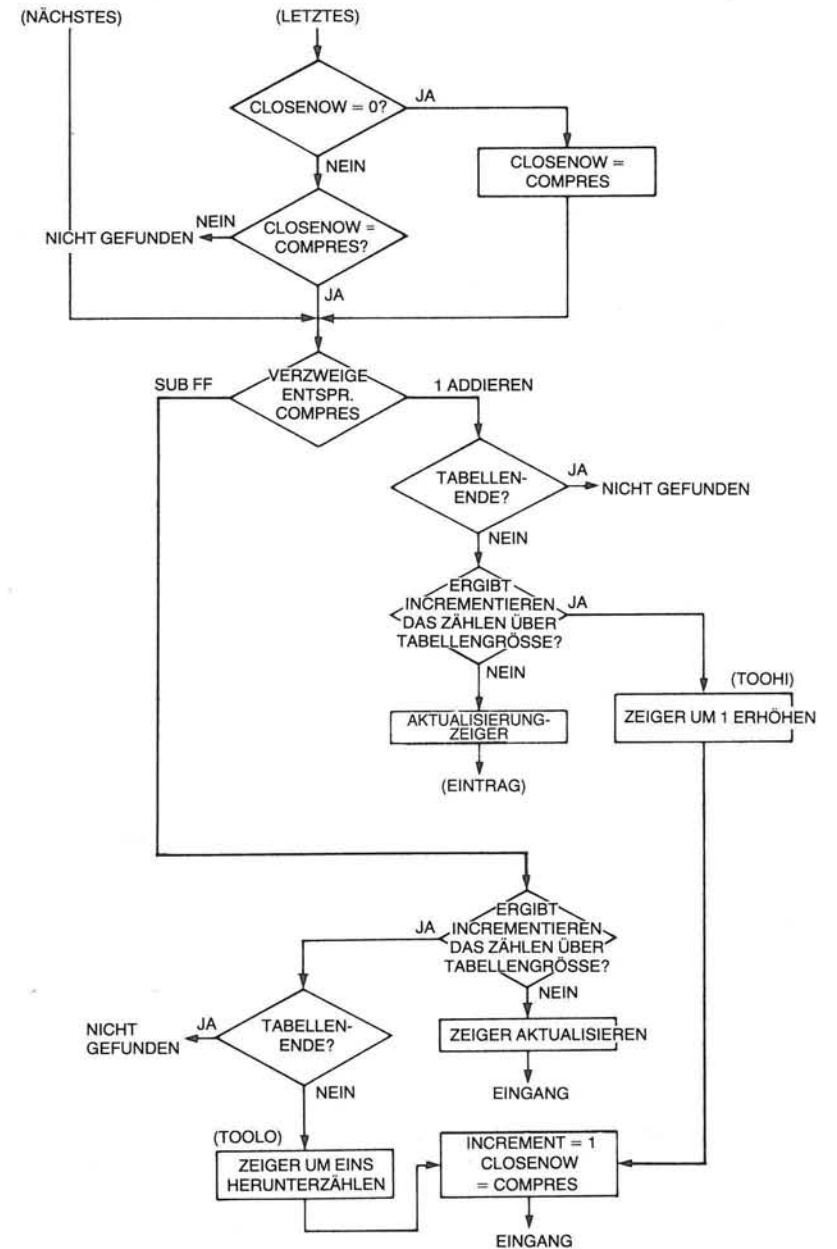 (NÄCHSTES)
(LETZTES)
CLOSENOW = 0?
JA
NEIN
CLOSENOW =
COMPRES
NEIN
NICHT GEFUNDEN
CLOSENOW =
COMPRES?
JA
SUB FF
VERZWEIGE
ENTSPR.
COMPRES
1 ADDIEREN
TABELLEN-
ENDE?
JA
NICHT GEFUNDEN
NEIN
ERGIBT
INCREMENTIEREN
DAS ZÄHLEN ÜBER
TABELLENGRÖSSE?
JA
NEIN
(TOOHI)
AKTUALISIERUNG-
ZEIGER
ZEIGER UM 1 ERHÖHEN
(EINTRAG)
ERGIBT
INCREMENTIEREN
DAS ZÄHLEN ÜBER
TABELLENGRÖSSE?
JA
NEIN
NICHT
GEFUNDEN
JA
TABELLEN-
ENDE?
ZEIGER AKTUALISIEREN
NEIN
EINGANG
(TOOLO)
ZEIGER UM EINS
HERUNTERZÄHLEN
INCREMENT = 1
CLOSENOW
= COMPRES
EINGANG